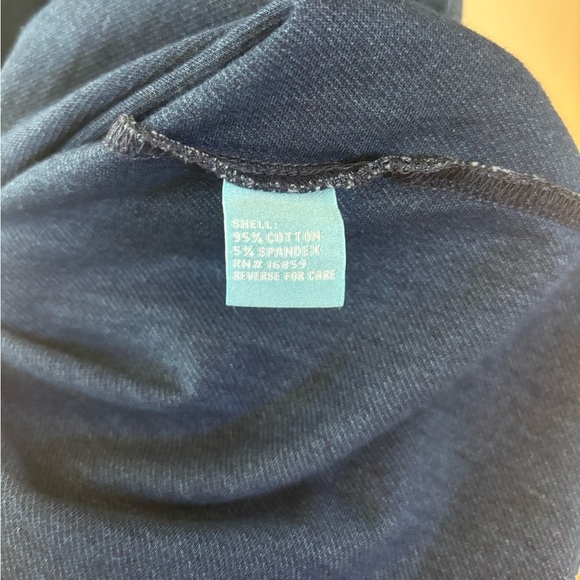 SHELL:
95% COTTON
5% SPANDEX
RN# 16859
REVERSE FOR CARE